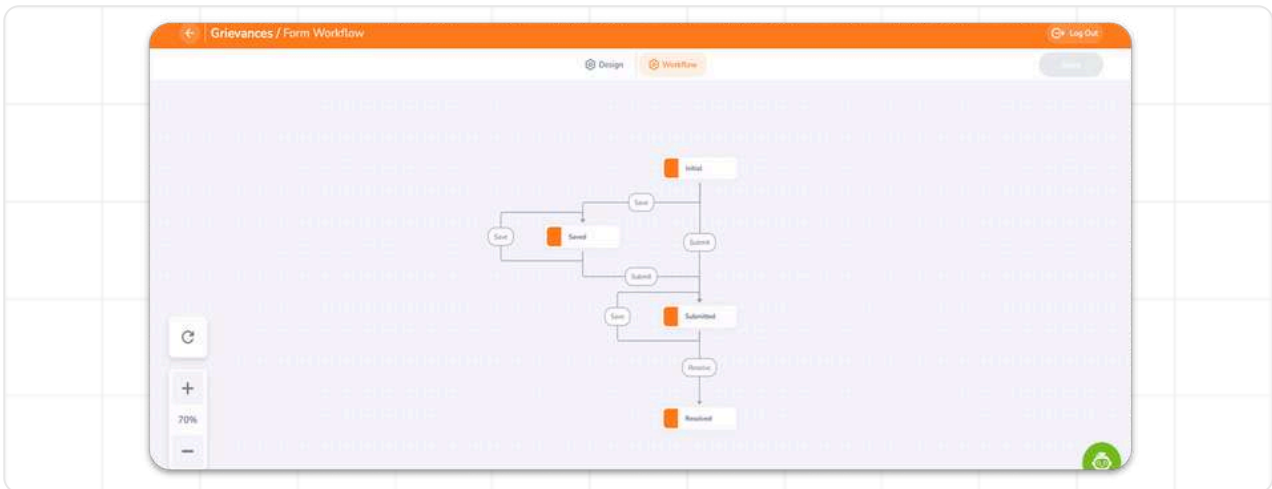 Grievances / Form Workflow
Log Out
Design
Workflow
Initial
Save
Save
Saved
Submit
Submit
Save
Submitted
Resolve
Resolved
70%